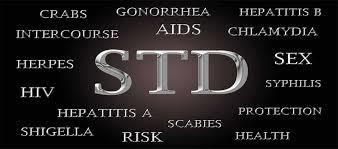 CRABS GONORRHEA HEPATITIS B
INTERCOURSE AIDS CHLAMYDIA
HERPES STD SEX
HIV SYPHILIS
HEPATITIS A SCABIES PROTECTION
SHIGELLA RISK HEALTH